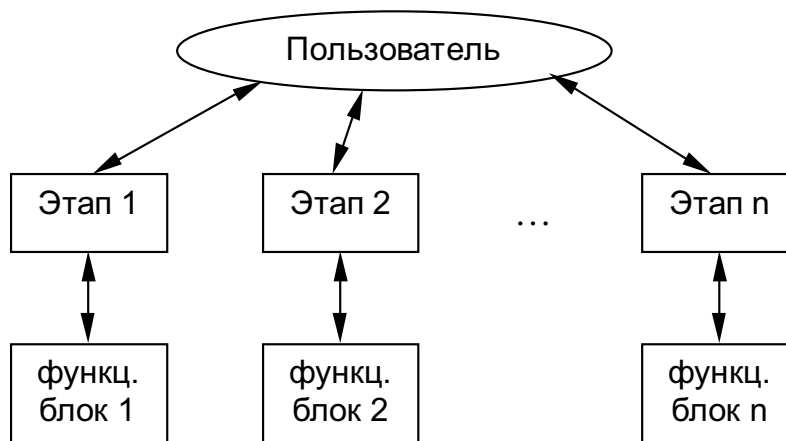 Пользователь
Этап 1
Этап 2
...
Этап n
функц.
блок 1
функц.
блок 2
функц.
блок n